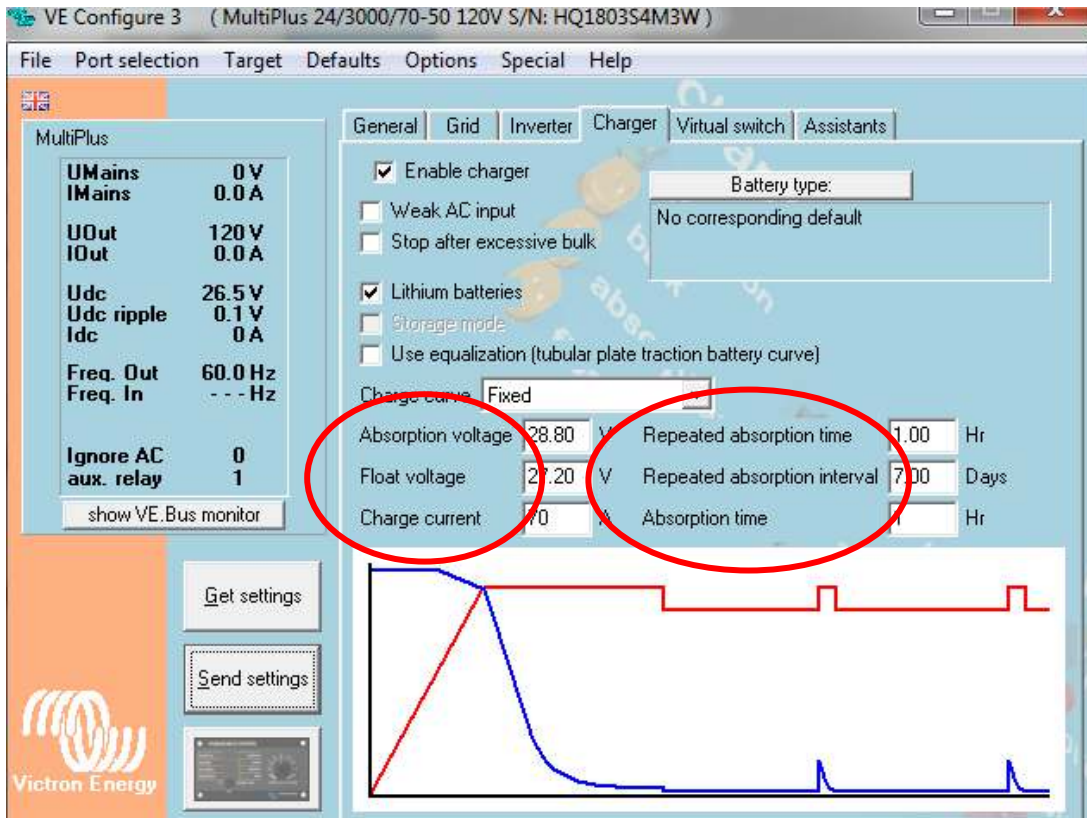 VE Configure 3 ( MultiPlus 24/3000/70-50 120V S/N: HQ1803S4M3W )
File Port selection Target Defaults Options Special Help
MultiPlus
UMains 0 V
IMains 0.0 A
UOut 120 V
IOut 0.0 A
Udc 26.5 V
Udc ripple 0.1 V
Idc 0 A
Freq. Out 60.0 Hz
Freq. In - - - Hz
Ignore AC 0
aux. relay 1
show VE.Bus monitor
Get settings
Send settings
Victron Energy
General Grid Inverter Charger Virtual switch Assistants
Enable charger
Weak AC input
Stop after excessive bulk
Battery type:
No corresponding default
Lithium batteries
Storage mode
Use equalization (tubular plate traction battery curve)
Charge curve Fixed
Absorption voltage 28.80 V Repeated absorption time 1.00 Hr
Float voltage 27.20 V Repeated absorption interval 7.00 Days
Charge current 70 A Absorption time 1 Hr